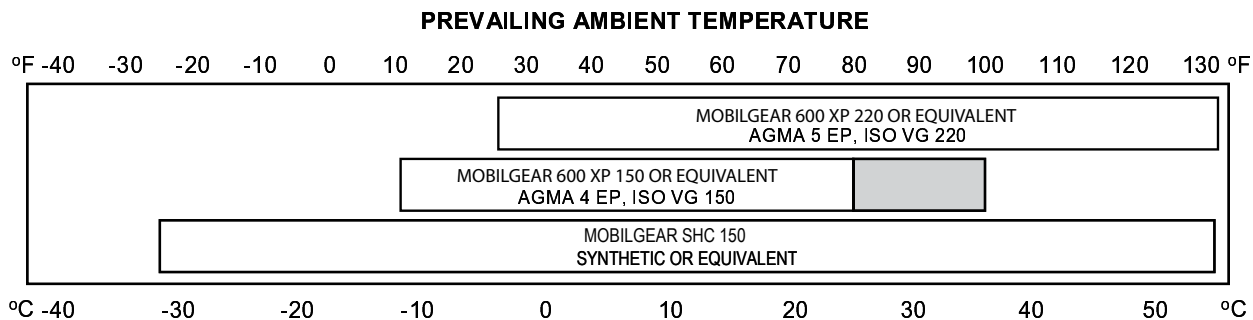 PREVAILING AMBIENT TEMPERATURE
ºF -40 -30 -20 -10 0 10 20 30 40 50 60 70 80 90 100 110 120 130 ºF
MOBILGEAR 600 XP 220 OR EQUIVALENT
AGMA 5 EP, ISO VG 220
MOBILGEAR 600 XP 150 OR EQUIVALENT
AGMA 4 EP, ISO VG 150
MOBILGEAR SHC 150
SYNTHETIC OR EQUIVALENT
ºC -40 -30 -20 -10 0 10 20 30 40 50 ºC